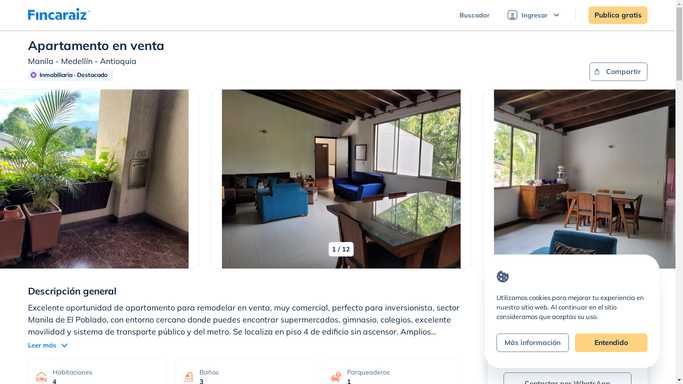 Fincaraiz
Buscador
Ingresar
Publica gratis
Apartamento en venta
Manila - Medellín - Antioquia
Inmobiliaria · Destacado
Compartir
1 / 12
Descripción general
Excelente oportunidad de apartamento para remodelar en venta, muy comercial, perfecto para inversionista, sector
Manila de El Poblado, con entorno cercano donde puedes encontrar supermercados, gimnasio, colegios, excelente
movilidad y sistema de transporte público y del metro. Se localiza en piso 4 de edificio sin ascensor. Amplios...
Leer más
Habitaciones
4
Baños
3
Parqueaderos
1
Utilizamos cookies para mejorar tu experiencia en
nuestro sitio web. Al continuar en el sitio
consideramos que aceptas su uso.
Más información
Entendido
Contactar por WhatsApp